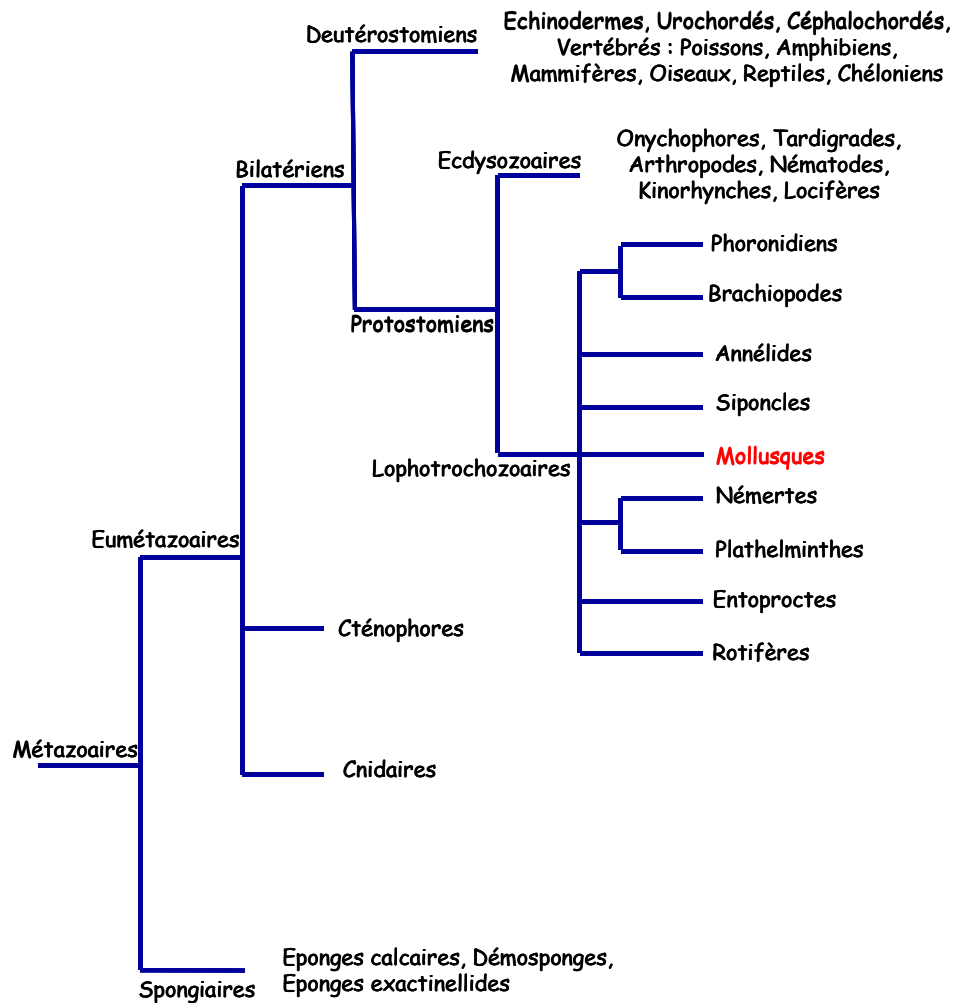 Deutérostomiens
Echinodermes, Urochordés, Céphalochordés,
Vertébrés : Poissons, Amphibiens,
Mammifères, Oiseaux, Reptiles, Chéloniens
Bilatériens
Ecdysozoaires
Onychophores, Tardigrades,
Arthropodes, Nématodes,
Kinorhynches, Locifères
Phoronidiens
Brachiopodes
Protostomiens
Annélides
Siponcles
Mollusques
Lophotrochozoaires
Némertes
Plathelminthes
Eumétazoaires
Entoproctes
Cténophores
Rotifères
Métazoaires
Cnidaires
Spongiaires
Eponges calcaires, Démosponges,
Eponges exactinellides